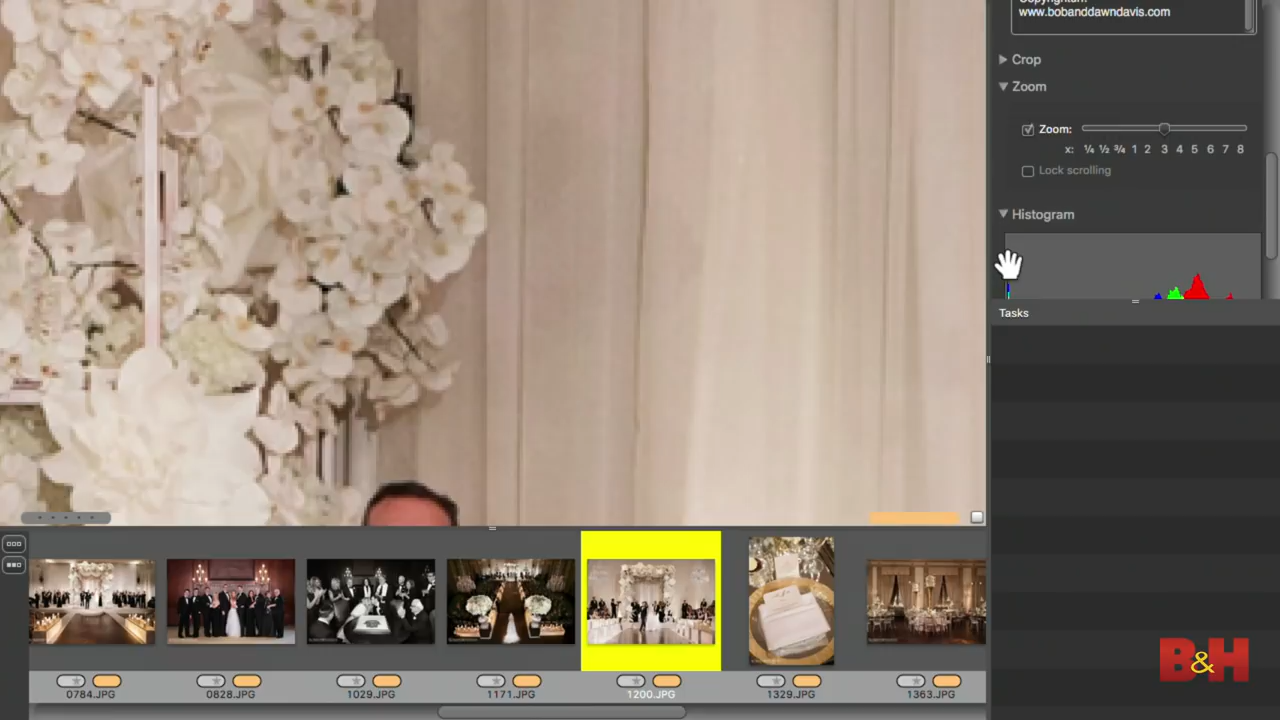 www.bobanddawndavis.com
Crop
Zoom
Zoom:
x: ¼ ½ ¾ 1 2 3 4 5 6 7 8
Lock scrolling
Histogram
Tasks
0784.JPG 0828.JPG 1029.JPG 1171.JPG 1200.JPG 1329.JPG 1363.JPG
B&H